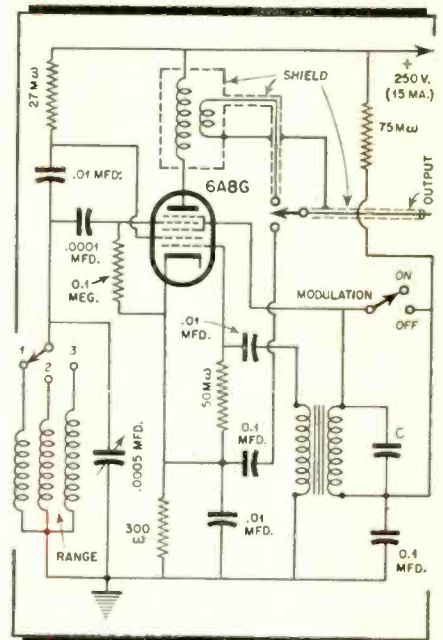 +
250 V.
(15 MA.)
SHIELD
27 Mω
75 Mω
.01 MFD.
6A8G
OUTPUT
.0001
MFD.
0.1
MEG.
MODULATION
ON
OFF
.01
MFD.
1
2
3
50 Mω
.0005 MFD.
0.1
MFD.
C
300
ω
.01
MFD.
0.1
MFD.
RANGE